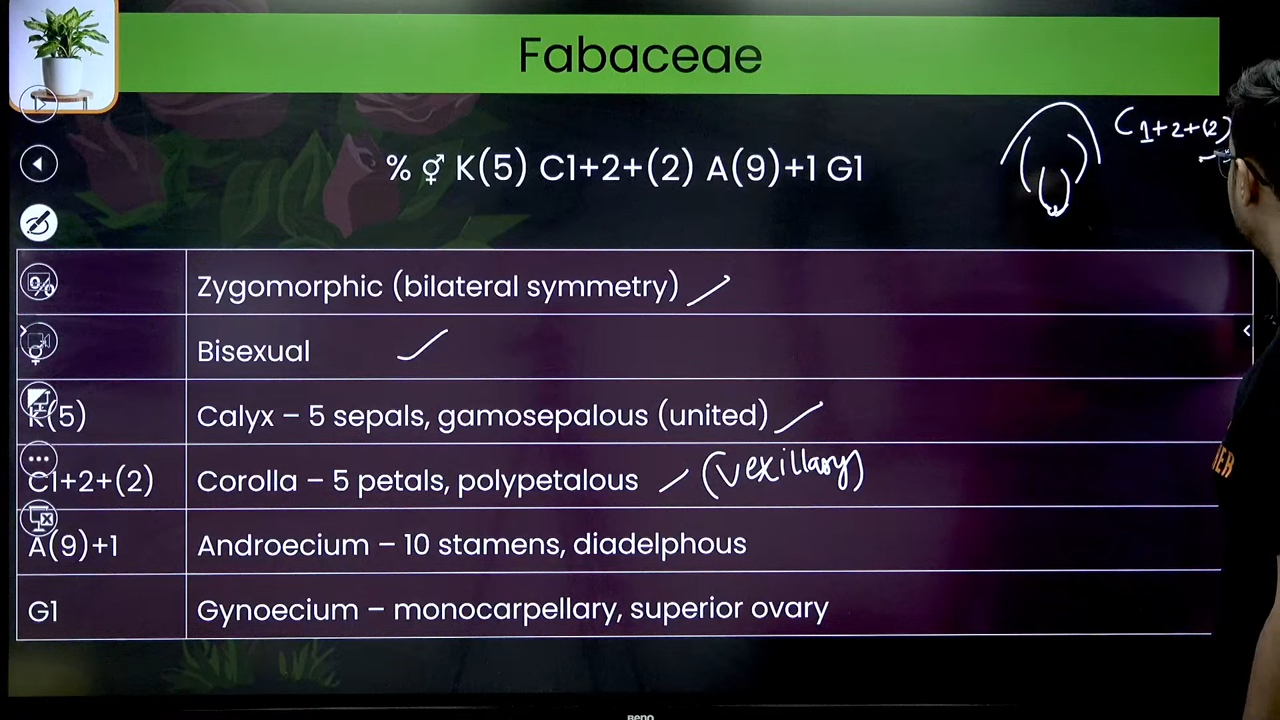 Fabaceae
C1+2+(2)
% ⚥ K(5) C1+2+(2) A(9)+1 G1
Zygomorphic (bilateral symmetry)
Bisexual
K(5) Calyx – 5 sepals, gamosepalous (united)
C1+2+(2) Corolla – 5 petals, polypetalous (vexillary)
A(9)+1 Androecium – 10 stamens, diadelphous
G1 Gynoecium – monocarpellary, superior ovary
BenQ